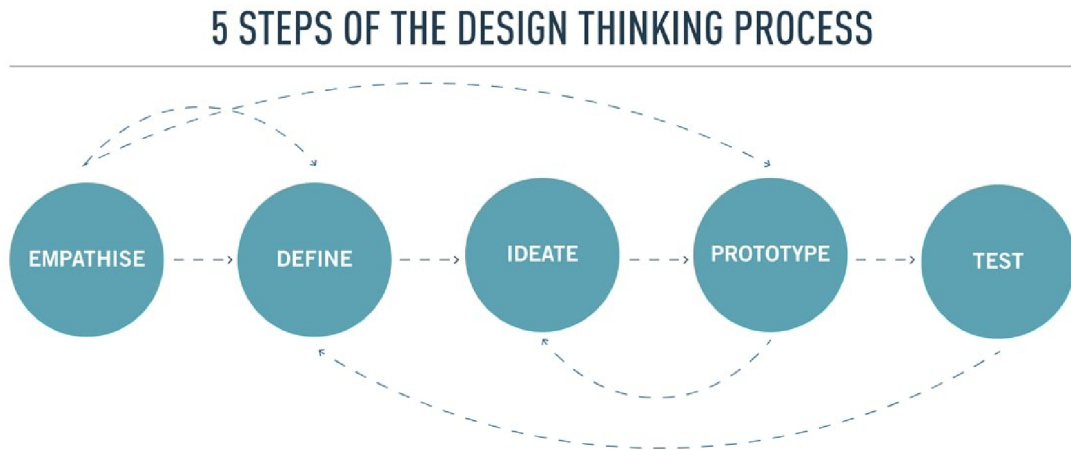 5 STEPS OF THE DESIGN THINKING PROCESS
EMPATHISE
DEFINE
IDEATE
PROTOTYPE
TEST